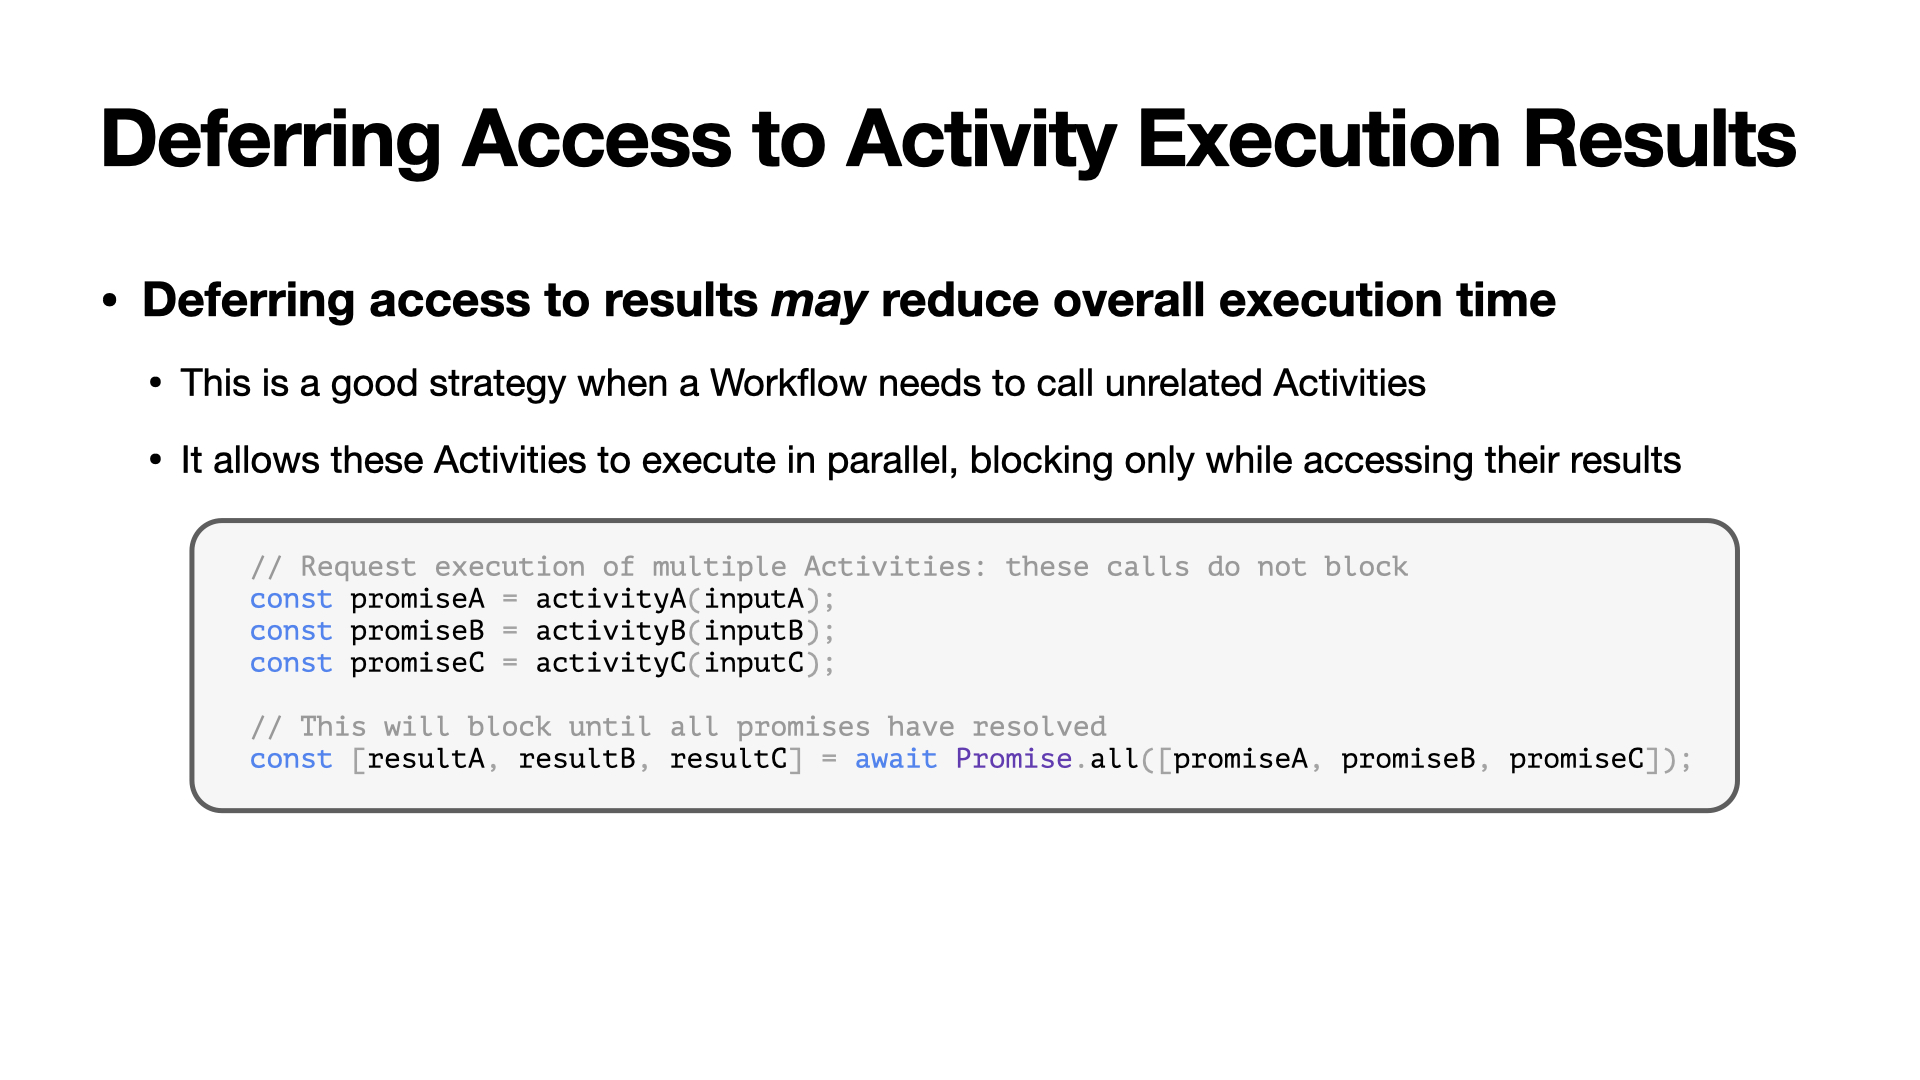 Deferring Access to Activity Execution Results
• Deferring access to results may reduce overall execution time
• This is a good strategy when a Workflow needs to call unrelated Activities
• It allows these Activities to execute in parallel, blocking only while accessing their results
// Request execution of multiple Activities: these calls do not block
const promiseA = activityA(inputA);
const promiseB = activityB(inputB);
const promiseC = activityC(inputC);
// This will block until all promises have resolved
const [resultA, resultB, resultC] = await Promise.all([promiseA, promiseB, promiseC]);